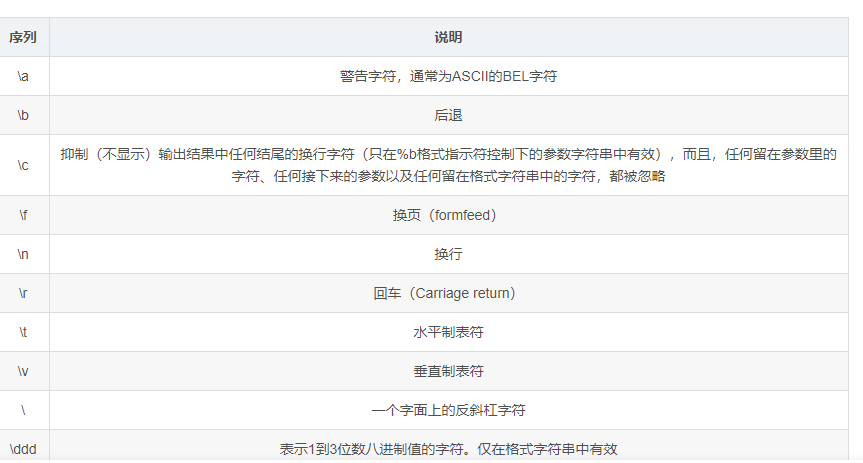 序列 说明
\a 警告字符，通常为ASCII的BEL字符
\b 后退
\c 抑制（不显示）输出结果中任何结尾的换行字符（只在%b格式指示符控制下的参数字符串中有效），而且，任何留在参数里的
字符、任何接下来的参数以及任何留在格式字符串中的字符，都被忽略
\f 换页（formfeed）
\n 换行
\r 回车（Carriage return）
\t 水平制表符
\v 垂直制表符
\ 一个字面上的反斜杠字符
\ddd 表示1到3位数八进制值的字符。仅在格式字符串中有效